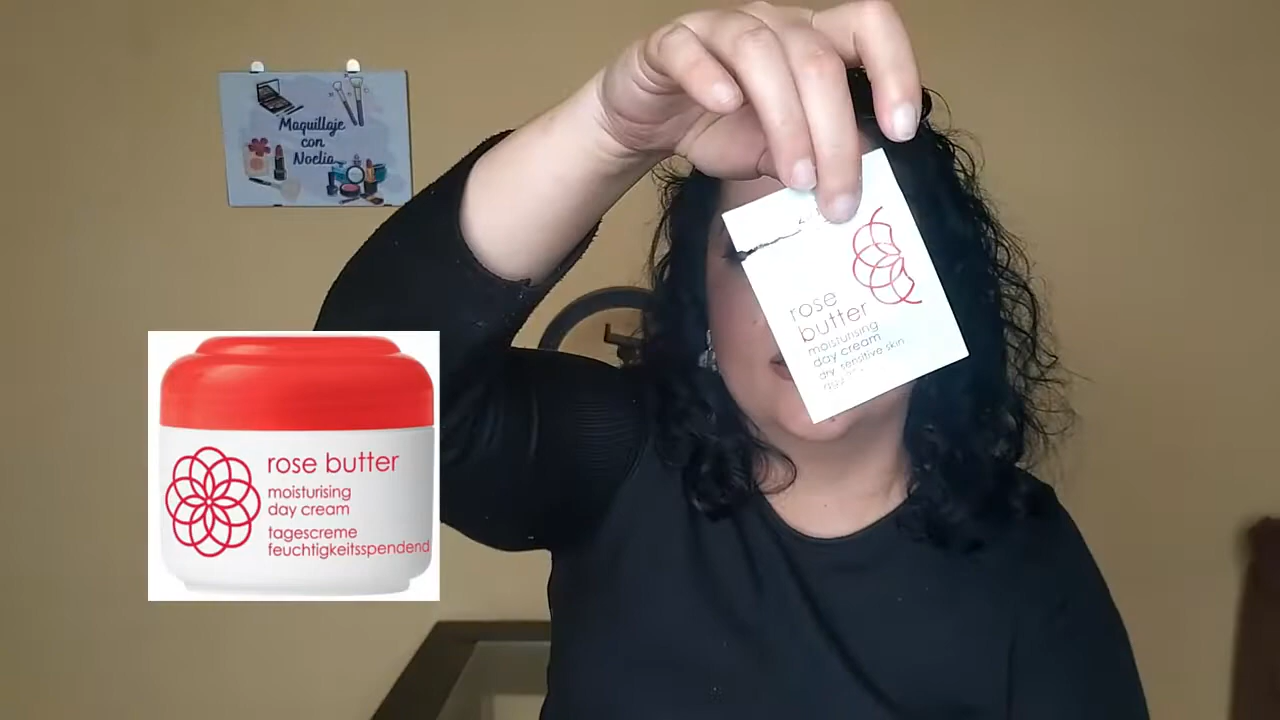 Maquillaje
con
Noelia
rose
butter
moisturising
day cream
dry, sensitive skin
rose butter
moisturising
day cream
tagescreme
feuchtigkeitsspendend